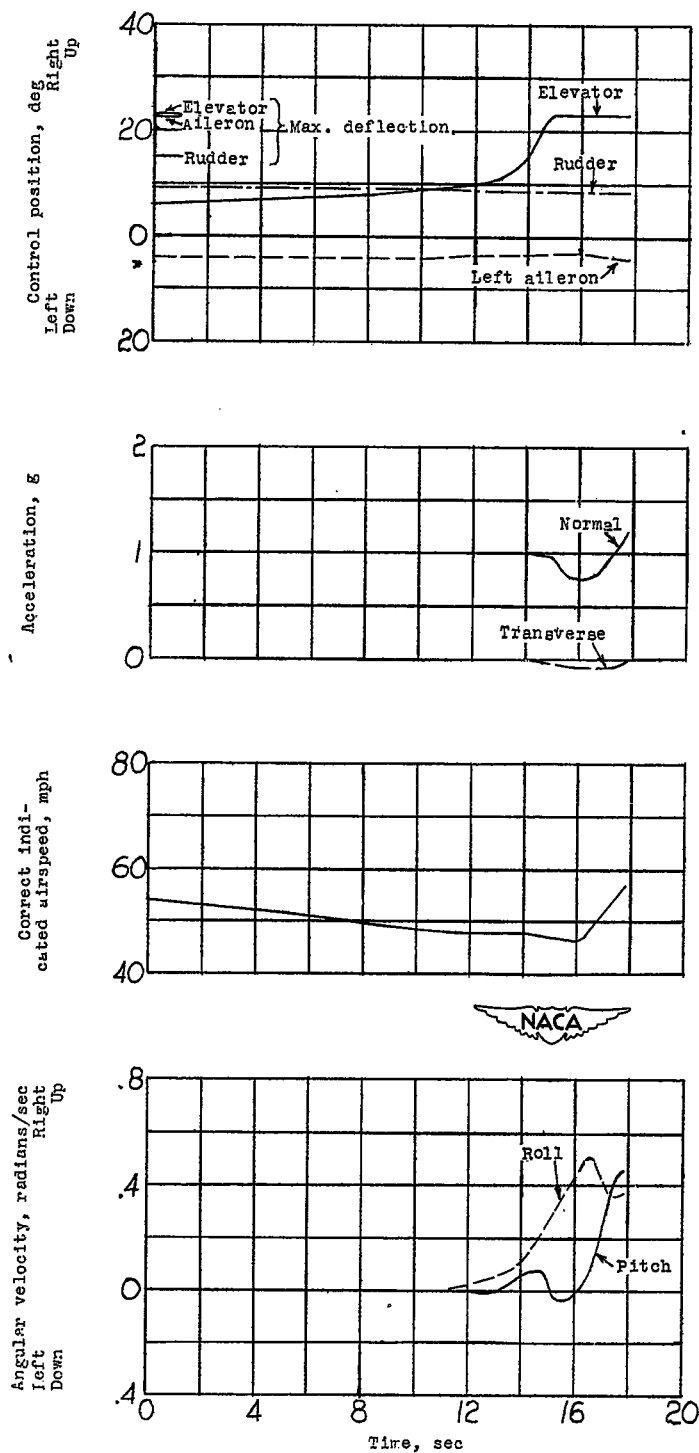 40
20
0
20
Control position, deg
Right
Up
Left
Down
Elevator
Aileron
Max. deflection
Rudder
Elevator
Rudder
Left aileron
2
1
0
Acceleration, g
Normal
Transverse
80
60
40
Correct indi-
cated airspeed, mph
NACA
.8
.4
0
.4
Angular velocity, radians/sec
Right
Up
Left
Down
Roll
Pitch
0 4 8 12 16 20
Time, sec